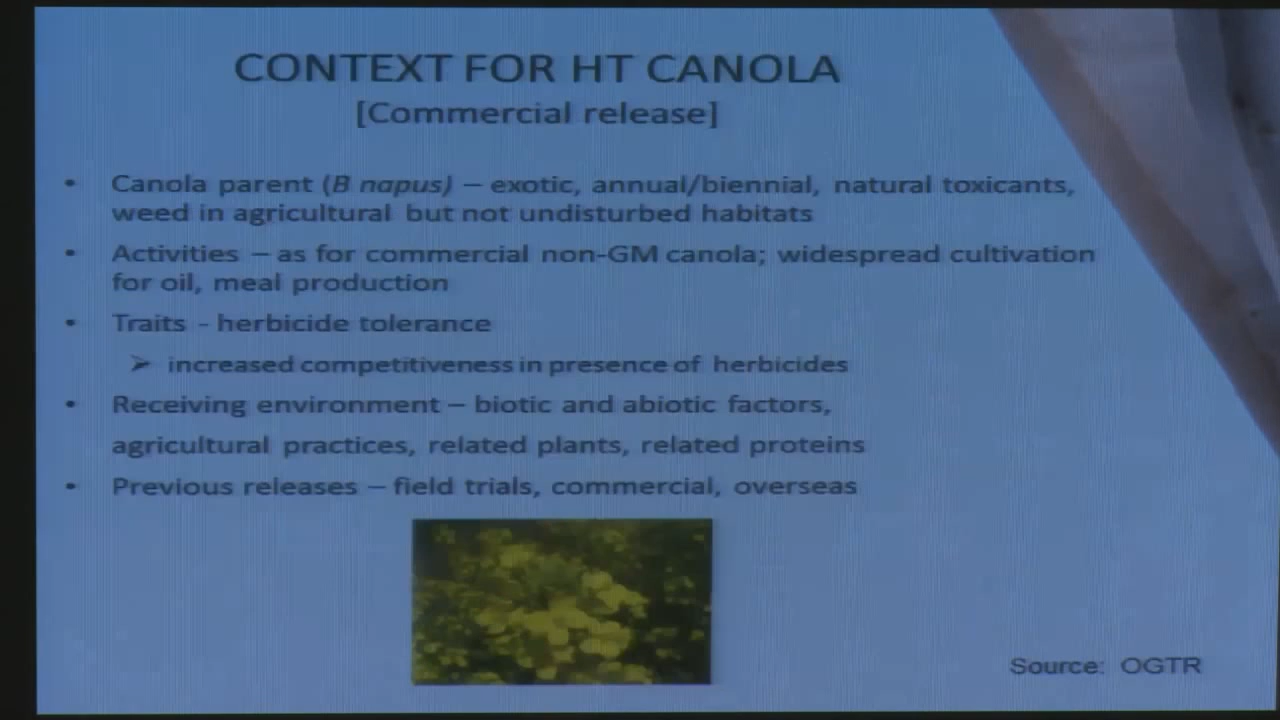 CONTEXT FOR HT CANOLA
[Commercial release]
• Canola parent (B napus) – exotic, annual/biennial, natural toxicants,
weed in agricultural but not undisturbed habitats
• Activities – as for commercial non-GM canola; widespread cultivation
for oil, meal production
• Traits - herbicide tolerance
➢ increased competitiveness in presence of herbicides
• Receiving environment – biotic and abiotic factors,
agricultural practices, related plants, related proteins
• Previous releases – field trials, commercial, overseas
Source: OGTR